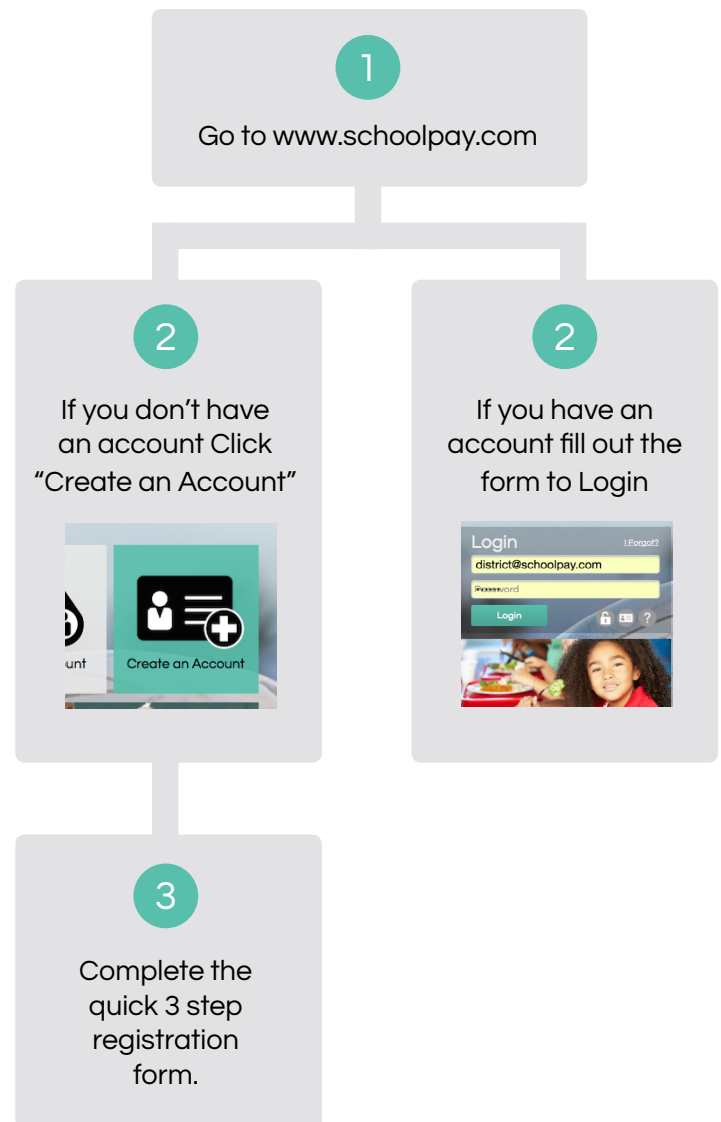 1
Go to www.schoolpay.com
2
If you don’t have
an account Click
“Create an Account”
unt
Create an Account
2
If you have an
account fill out the
form to Login
Login
I Forgot?
district@schoolpay.com
Password
Login
?
3
Complete the
quick 3 step
registration
form.